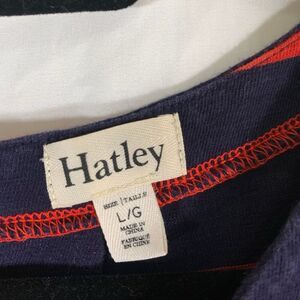 Hatley
SIZE | TAILLE
L/G
MADE IN
CHINA
FABRIQUÉ
EN CHINE